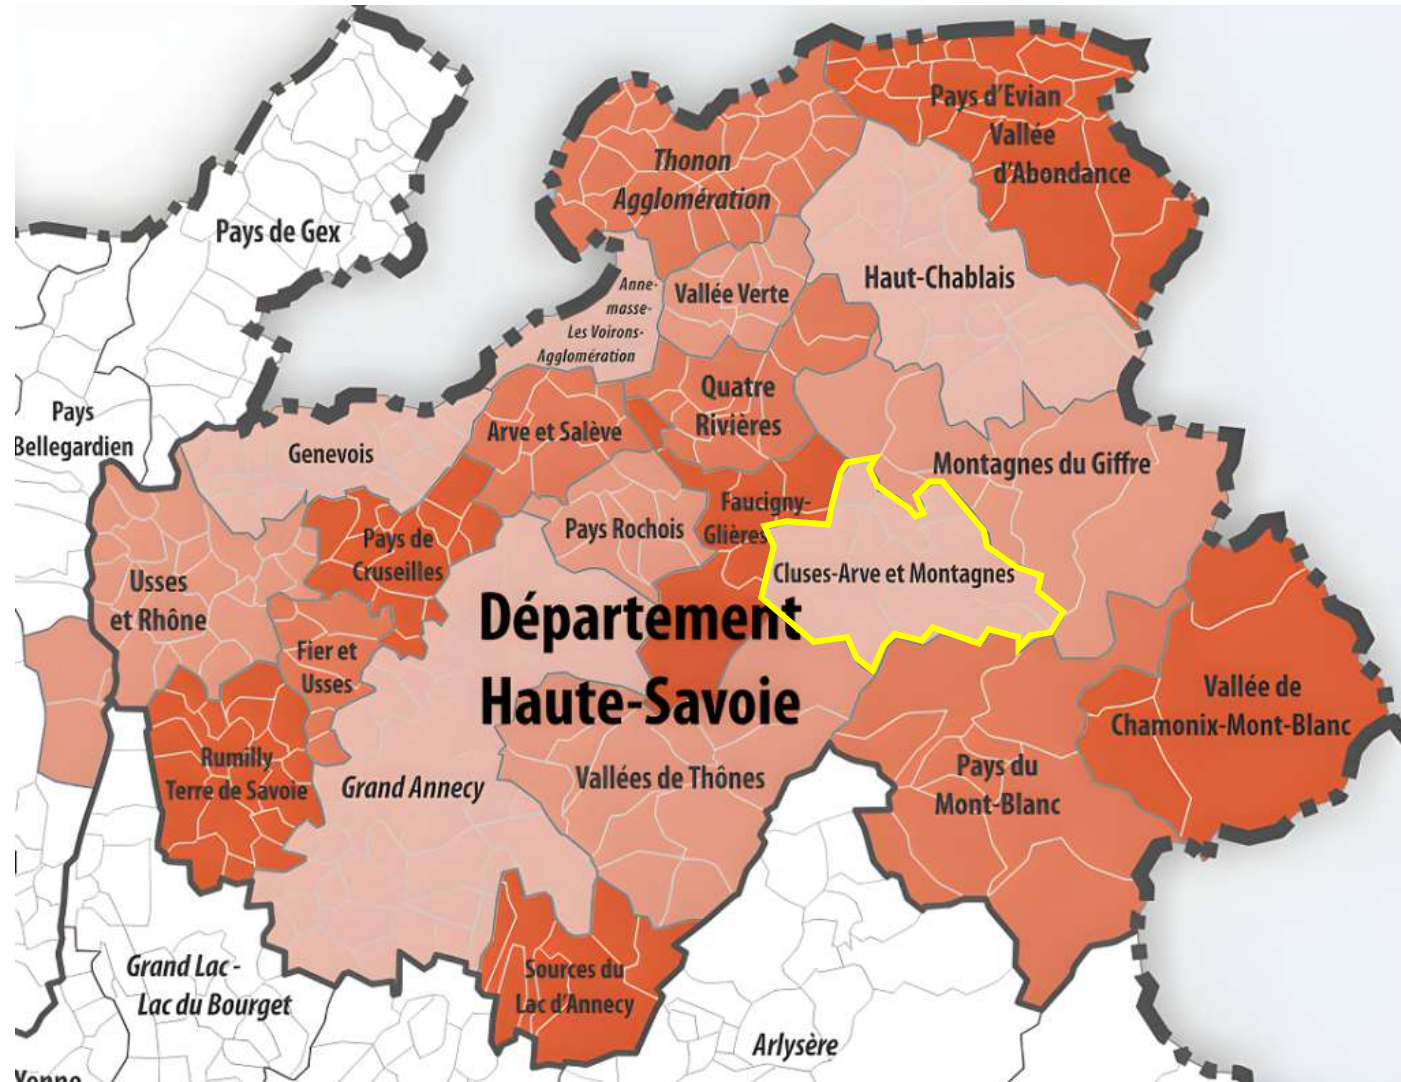 Pays d'Evian
Vallée
d'Abondance
Thonon
Agglomération
Pays de Gex
Haut-Chablais
Anne-
masse-
Les Voirons-
Agglomération
Vallée Verte
Quatre
Rivières
Pays
Bellegardien
Arve et Salève
Genevois
Montagnes du Giffre
Faucigny-
Glières
Pays Rochois
Pays de
Cruseilles
Cluses-Arve et Montagnes
Usses
et Rhône
Département
Haute-Savoie
Fier et
Usses
Vallée de
Chamonix-Mont-Blanc
Rumilly
Terre de Savoie
Grand Annecy
Vallées de Thônes
Pays du
Mont-Blanc
Grand Lac -
Lac du Bourget
Sources du
Lac d'Annecy
Arlysère